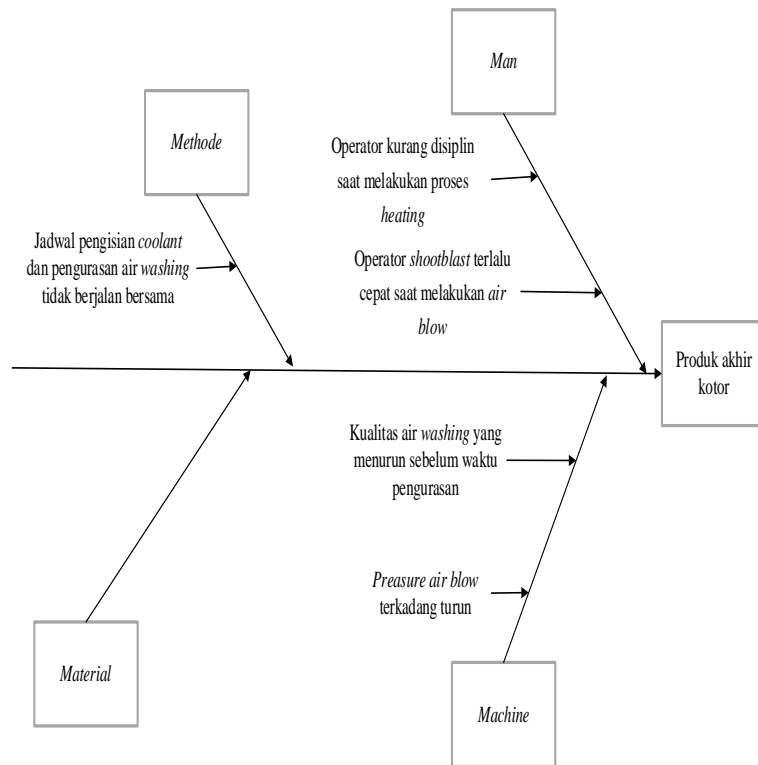 Man
Methode
Operator kurang disiplin
saat melakukan proses
heating
Jadwal pengisian coolant
dan pengurasan air washing
tidak berjalan bersama
Operator shootblast terlalu
cepat saat melakukan air
blow
Produk akhir
kotor
Kualitas air washing yang
menurun sebelum waktu
pengurasan
Preasure air blow
terkadang turun
Material
Machine